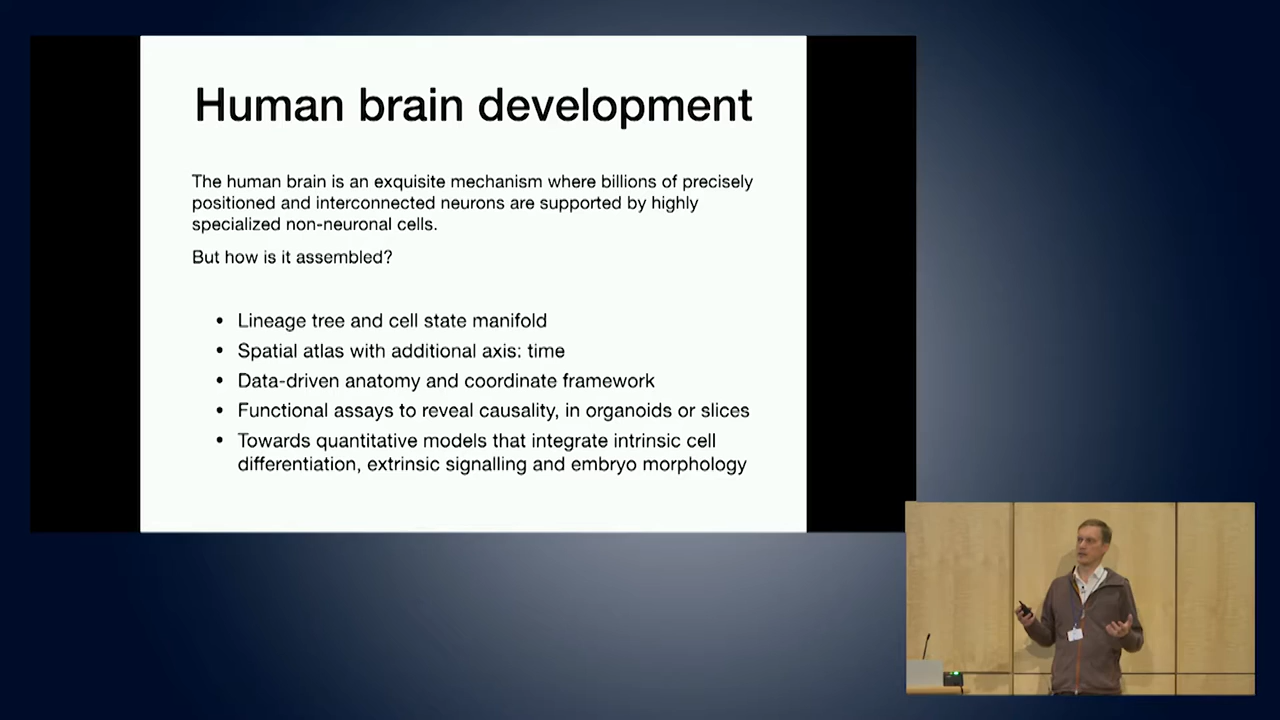 Human brain development
The human brain is an exquisite mechanism where billions of precisely
positioned and interconnected neurons are supported by highly
specialized non-neuronal cells.
But how is it assembled?
• Lineage tree and cell state manifold
• Spatial atlas with additional axis: time
• Data-driven anatomy and coordinate framework
• Functional assays to reveal causality, in organoids or slices
• Towards quantitative models that integrate intrinsic cell
differentiation, extrinsic signalling and embryo morphology